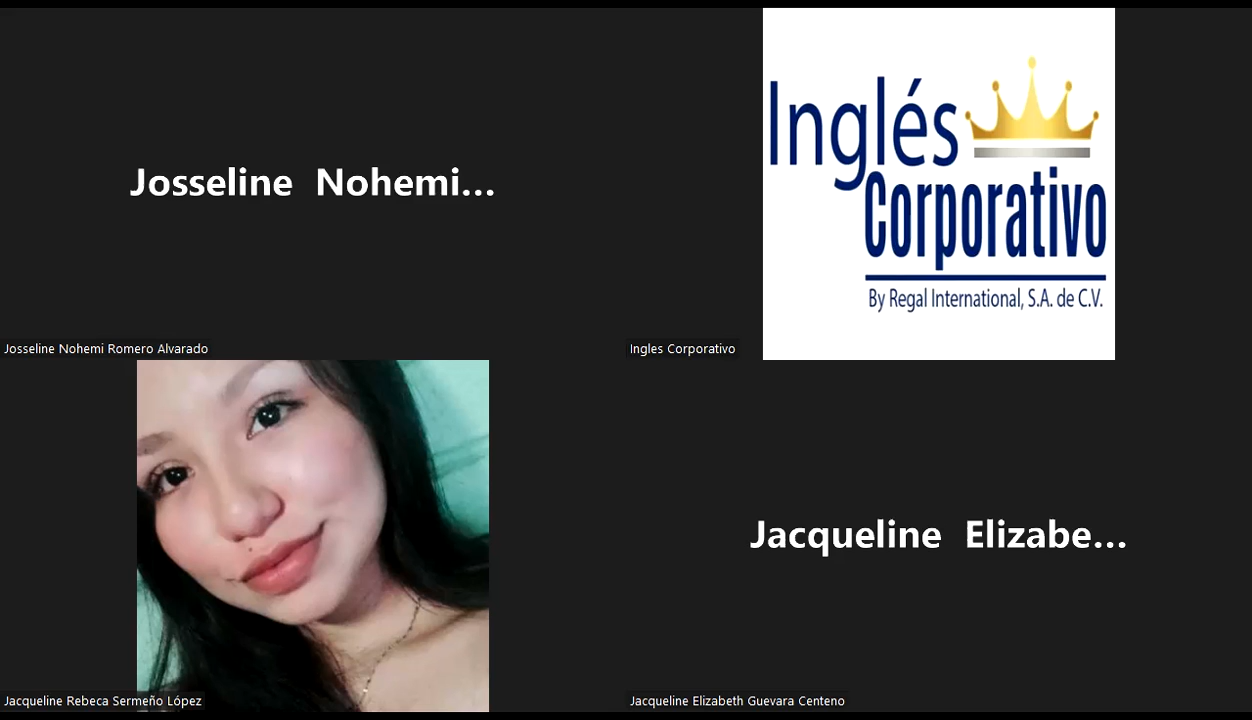 Josseline Nohemi...
Inglés
Corporativo
By Regal International, S.A. de C.V.
Josseline Nohemi Romero Alvarado
Ingles Corporativo
Jacqueline Elizabe...
Jacqueline Rebeca Sermeño López
Jacqueline Elizabeth Guevara Centeno